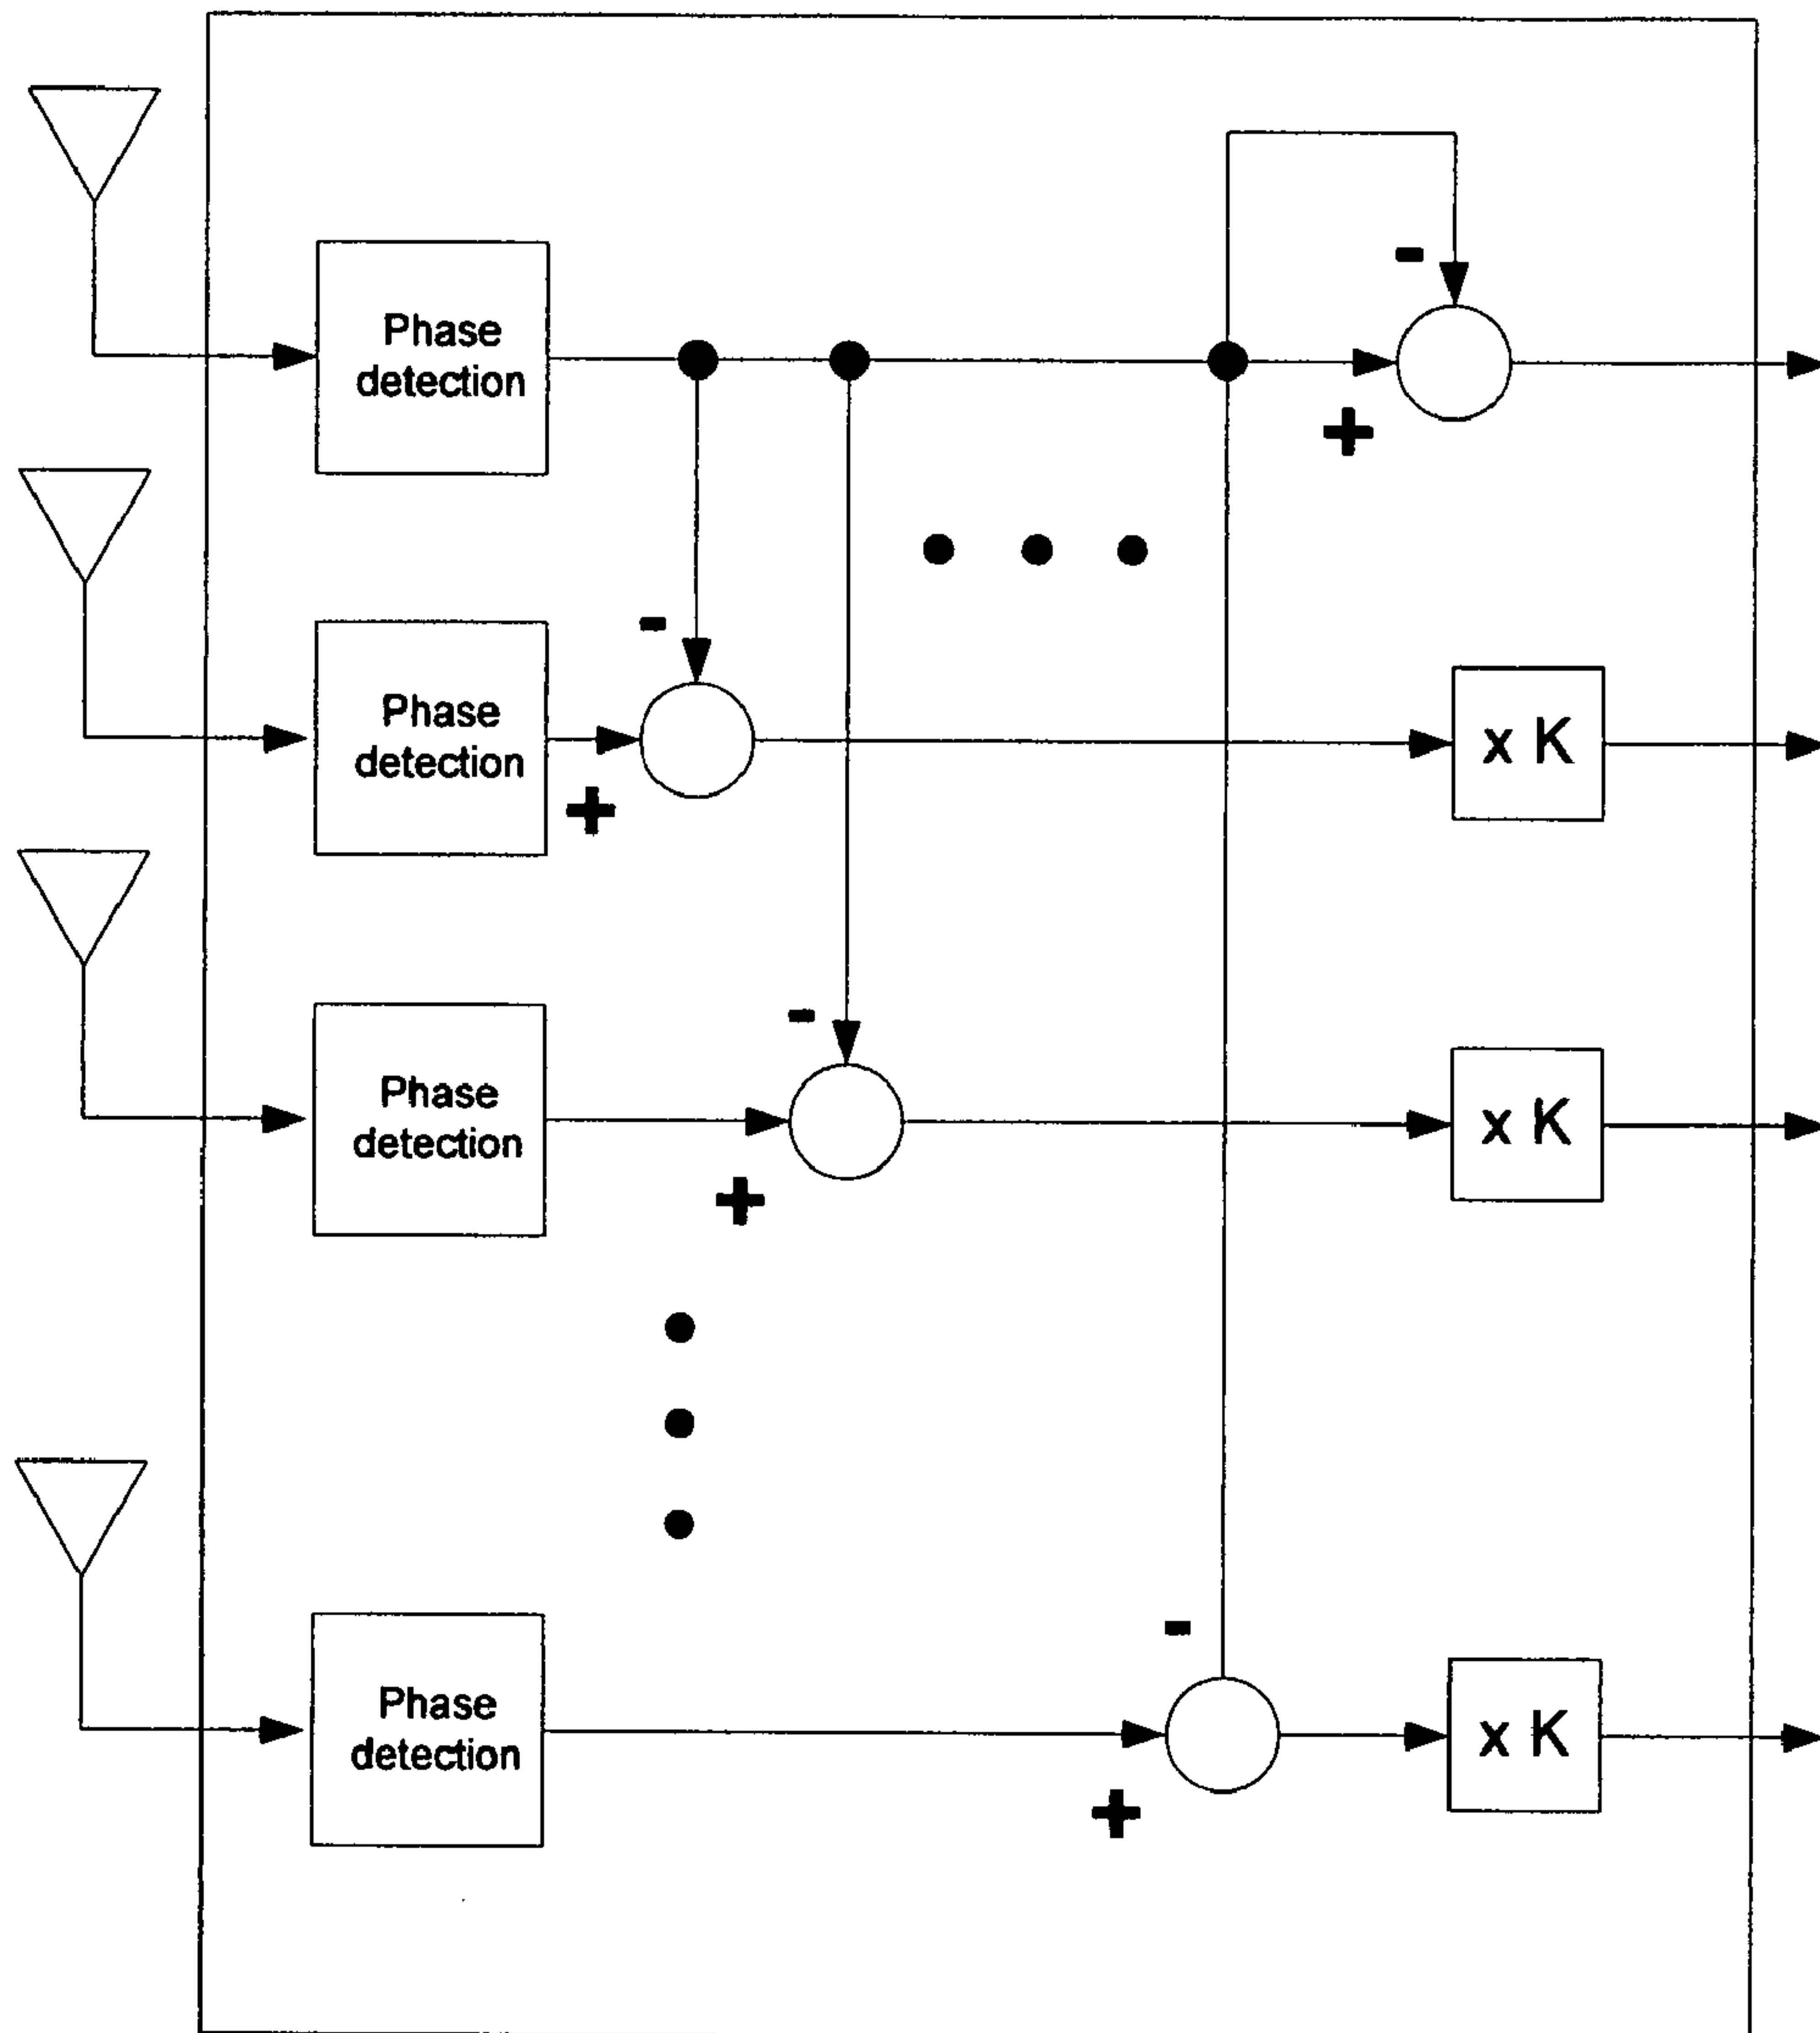 -
Phase
detection
+
-
Phase
detection
+
x K
-
Phase
detection
+
x K
-
Phase
detection
+
x K